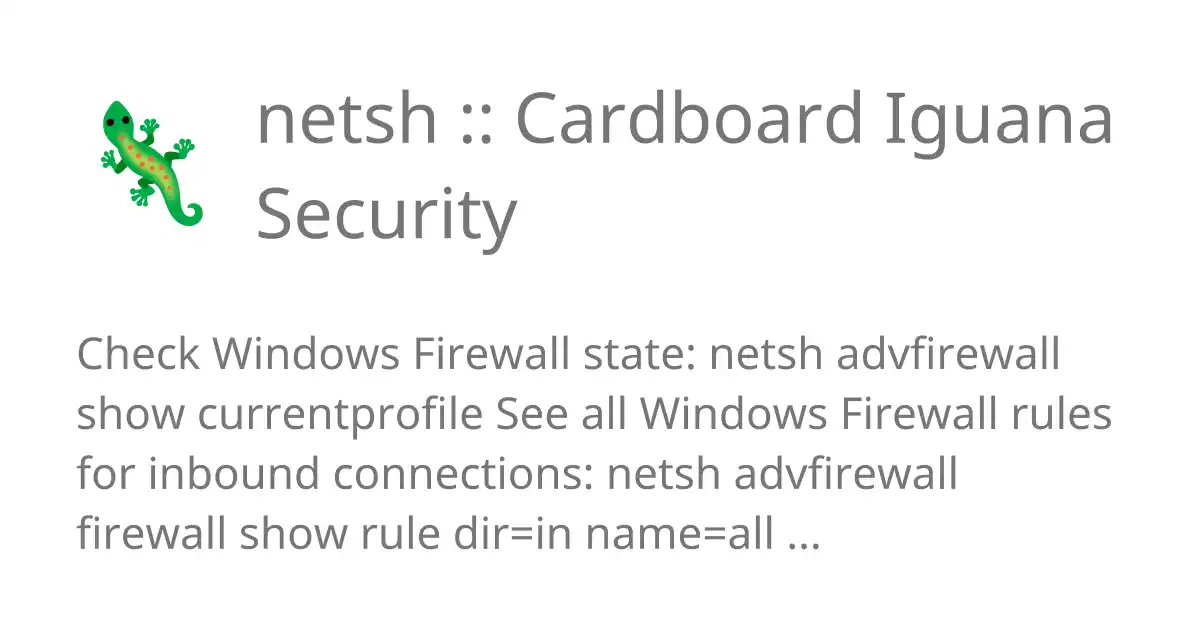 netsh :: Cardboard Iguana
Security
Check Windows Firewall state: netsh advfirewall
show currentprofile See all Windows Firewall rules
for inbound connections: netsh advfirewall
firewall show rule dir=in name=all ...